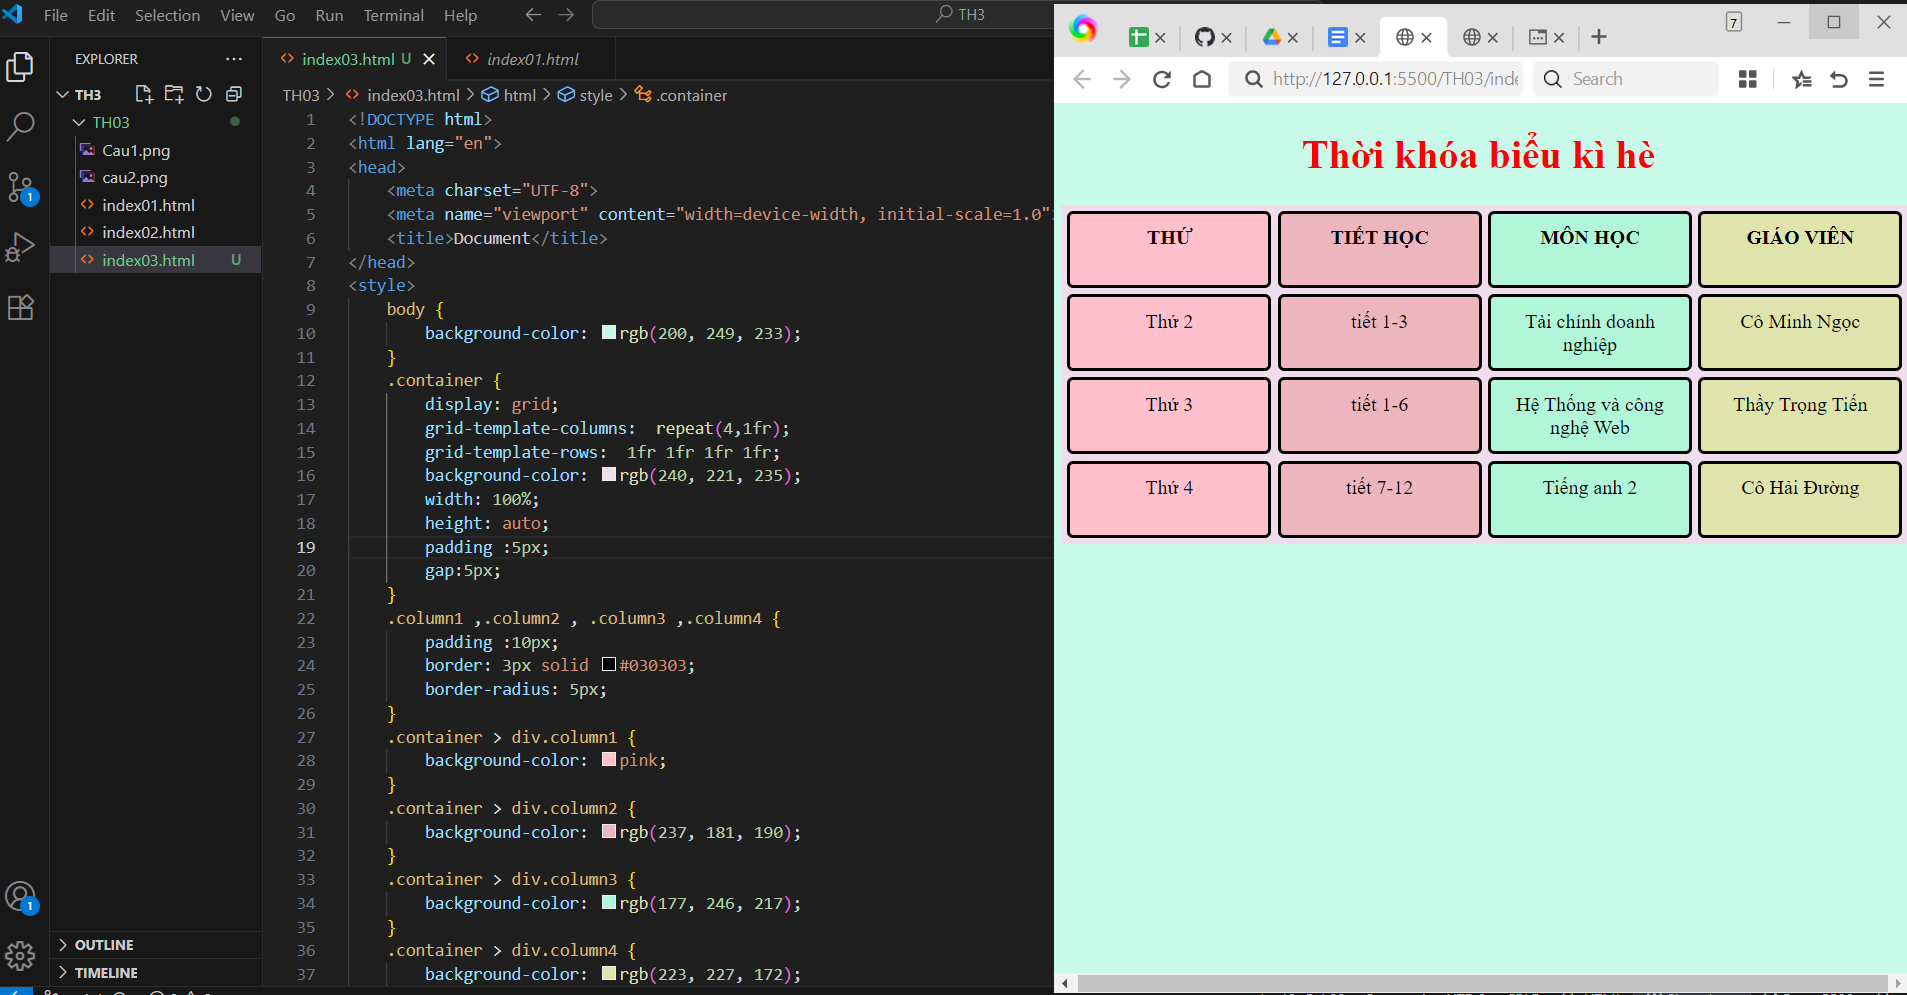 File Edit Selection View Go Run Terminal Help
TH3
EXPLORER
TH3
TH03
Cau1.png
cau2.png
index01.html
index02.html
index03.html U
1
1
OUTLINE
TIMELINE
index03.html U
index01.html
TH03 > index03.html > html > style > .container
1 <!DOCTYPE html>
2 <html lang="en">
3 <head>
4 <meta charset="UTF-8">
5 <meta name="viewport" content="width=device-width, initial-scale=1.0">
6 <title>Document</title>
7 </head>
8 <style>
9 body {
10 background-color: rgb(200, 249, 233);
11 }
12 .container {
13 display: grid;
14 grid-template-columns:  repeat(4,1fr);
15 grid-template-rows:  1fr 1fr 1fr 1fr;
16 background-color: rgb(240, 221, 235);
17 width: 100%;
18 height: auto;
19 padding :5px;
20 gap:5px;
21 }
22 .column1 ,.column2 , .column3 ,.column4 {
23 padding :10px;
24 border: 3px solid #030303;
25 border-radius: 5px;
26 }
27 .container > div.column1 {
28 background-color: pink;
29 }
30 .container > div.column2 {
31 background-color: rgb(237, 181, 190);
32 }
33 .container > div.column3 {
34 background-color: rgb(177, 246, 217);
35 }
36 .container > div.column4 {
37 background-color: rgb(223, 227, 172);
7
http://127.0.0.1:5500/TH03/inde
Search
Thời khóa biểu kì hè
THỨ TIẾT HỌC MÔN HỌC GIÁO VIÊN
Thứ 2 tiết 1-3 Tài chính doanh nghiệp Cô Minh Ngọc
Thứ 3 tiết 1-6 Hệ Thống và công nghệ Web Thầy Trọng Tiến
Thứ 4 tiết 7-12 Tiếng anh 2 Cô Hải Đường